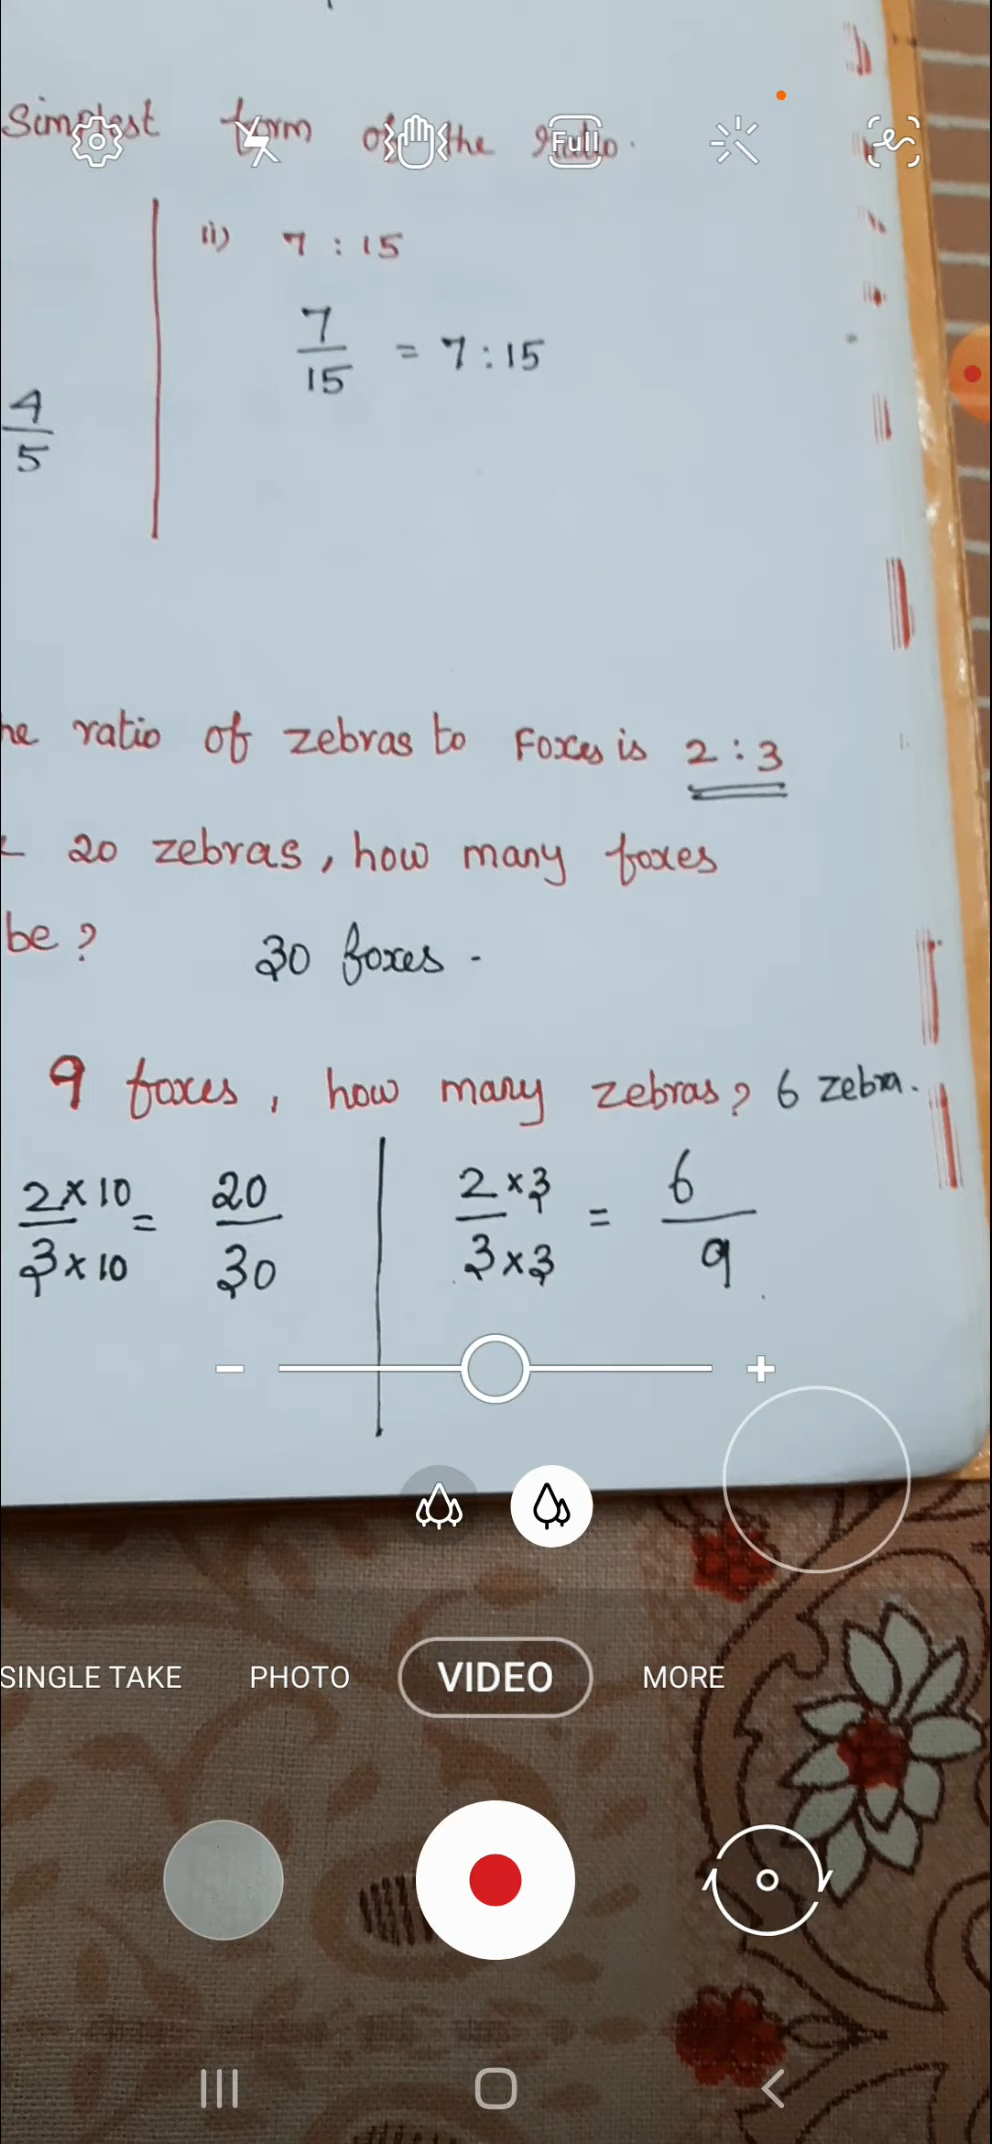 Simplest form of the ratio.
(i) 7 : 15
7
15
= 7 : 15
4
5
ratio of zebras to Foxes is 2 : 3
20 zebras, how many foxes
be? 30 foxes.
9 foxes, how many zebras? 6 zebra.
2 × 10
3 × 10
=
20
30
2 × 3
3 × 3
=
6
9
Full
SINGLE TAKE PHOTO VIDEO MORE